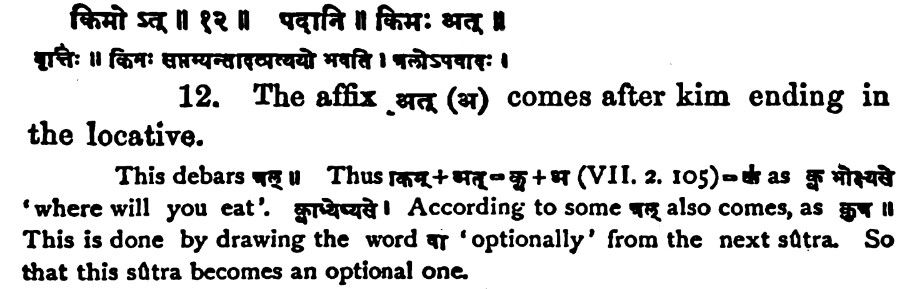 किमो ऽत् ॥ १२ ॥ पदानि ॥ किमः अत् ॥
वृत्तिः ॥ किमः सप्तम्यन्तादत्प्रत्ययो भवति । त्रलोऽपवादः ।
12. The affix अत् (अ) comes after kim ending in
the locative.
This debars त्रल् ॥ Thus किम्+अत्=कु+अ (VII. 2. 105)= as क्व भोक्ष्यसे
'where will you eat'. क्वाध्येष्यसे । According to some त्रल् also comes, as कुत्र ॥
This is done by drawing the word वा 'optionally' from the next sûtra. So
that this sûtra becomes an optional one.